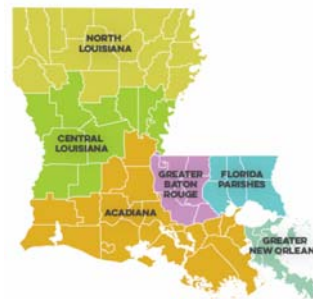 NORTH
LOUISIANA
CENTRAL
LOUISIANA
GREATER
BATON
ROUGE
FLORIDA
PARISHES
ACADIANA
GREATER
NEW ORLEAN